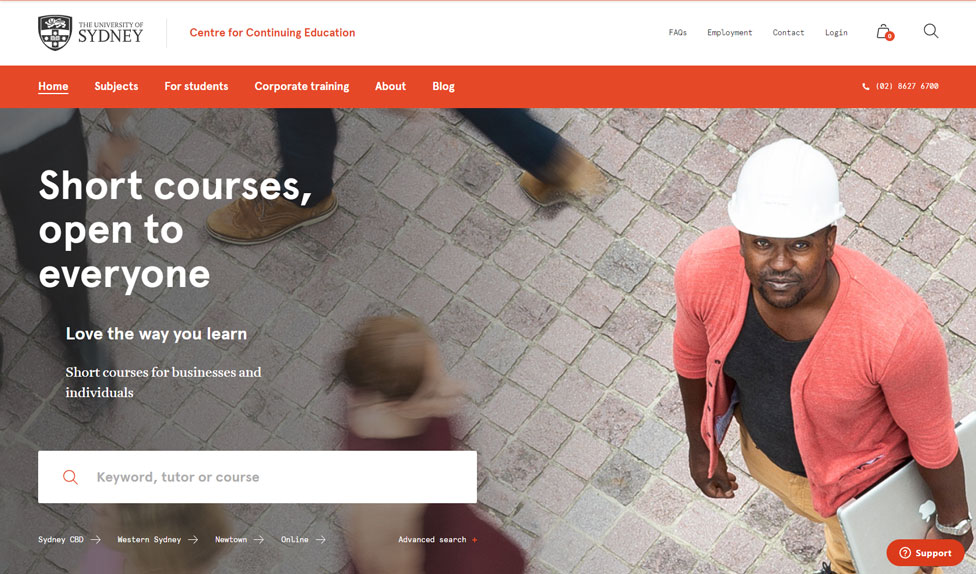 THE UNIVERSITY OF
SYDNEY
Centre for Continuing Education
FAQs Employment Contact Login 0
Home Subjects For students Corporate training About Blog (02) 8627 6700
Short courses,
open to
everyone
Love the way you learn
Short courses for businesses and
individuals
Keyword, tutor or course
Sydney CBD → Western Sydney → Newtown → Online → Advanced search +
Support